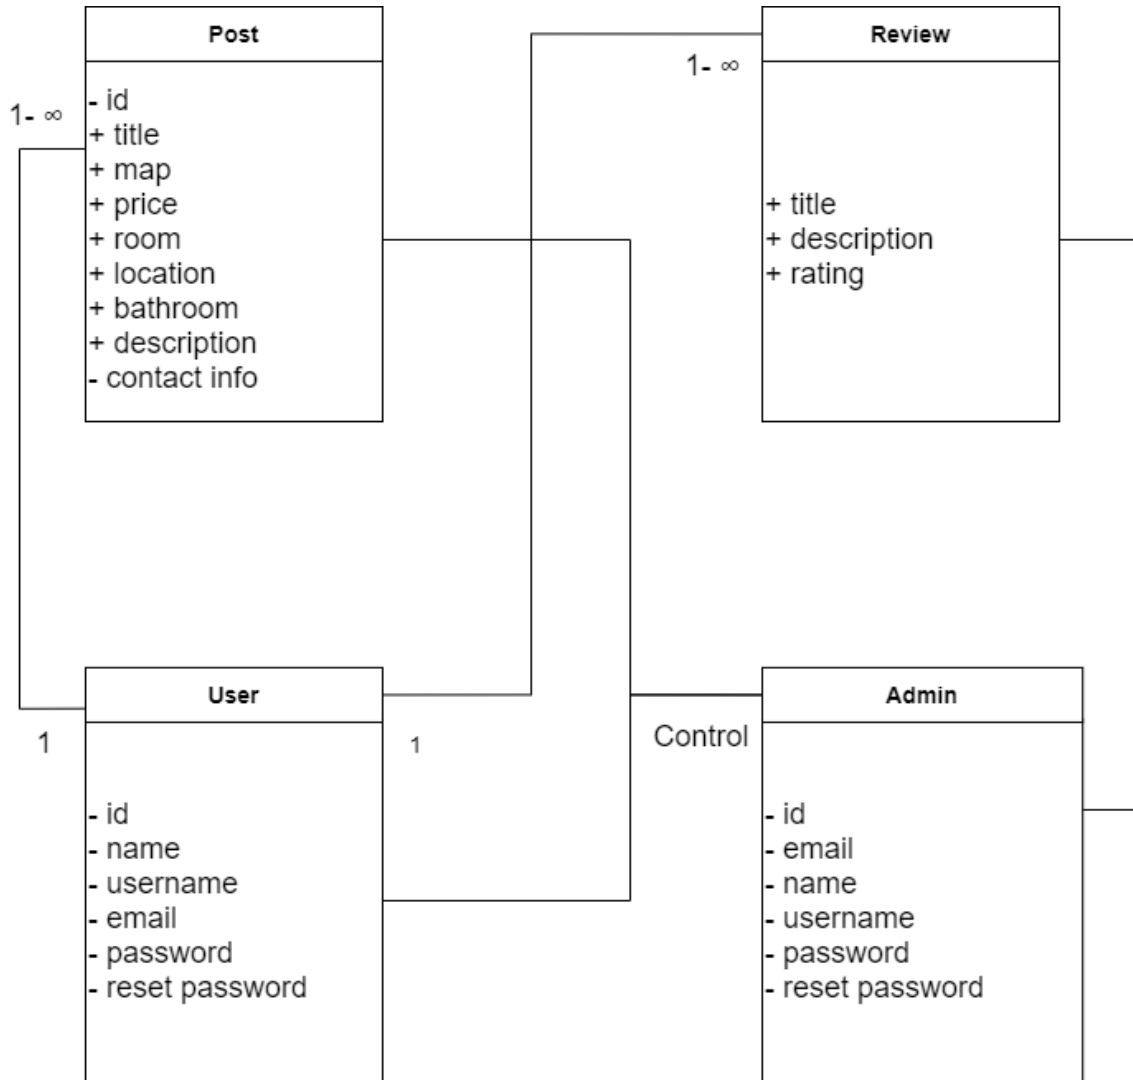 Post
1- ∞
- id
+ title
+ map
+ price
+ room
+ location
+ bathroom
+ description
- contact info
Review
1- ∞
+ title
+ description
+ rating
User
1
1
- id
- name
- username
- email
- password
- reset password
Admin
Control
- id
- email
- name
- username
- password
- reset password